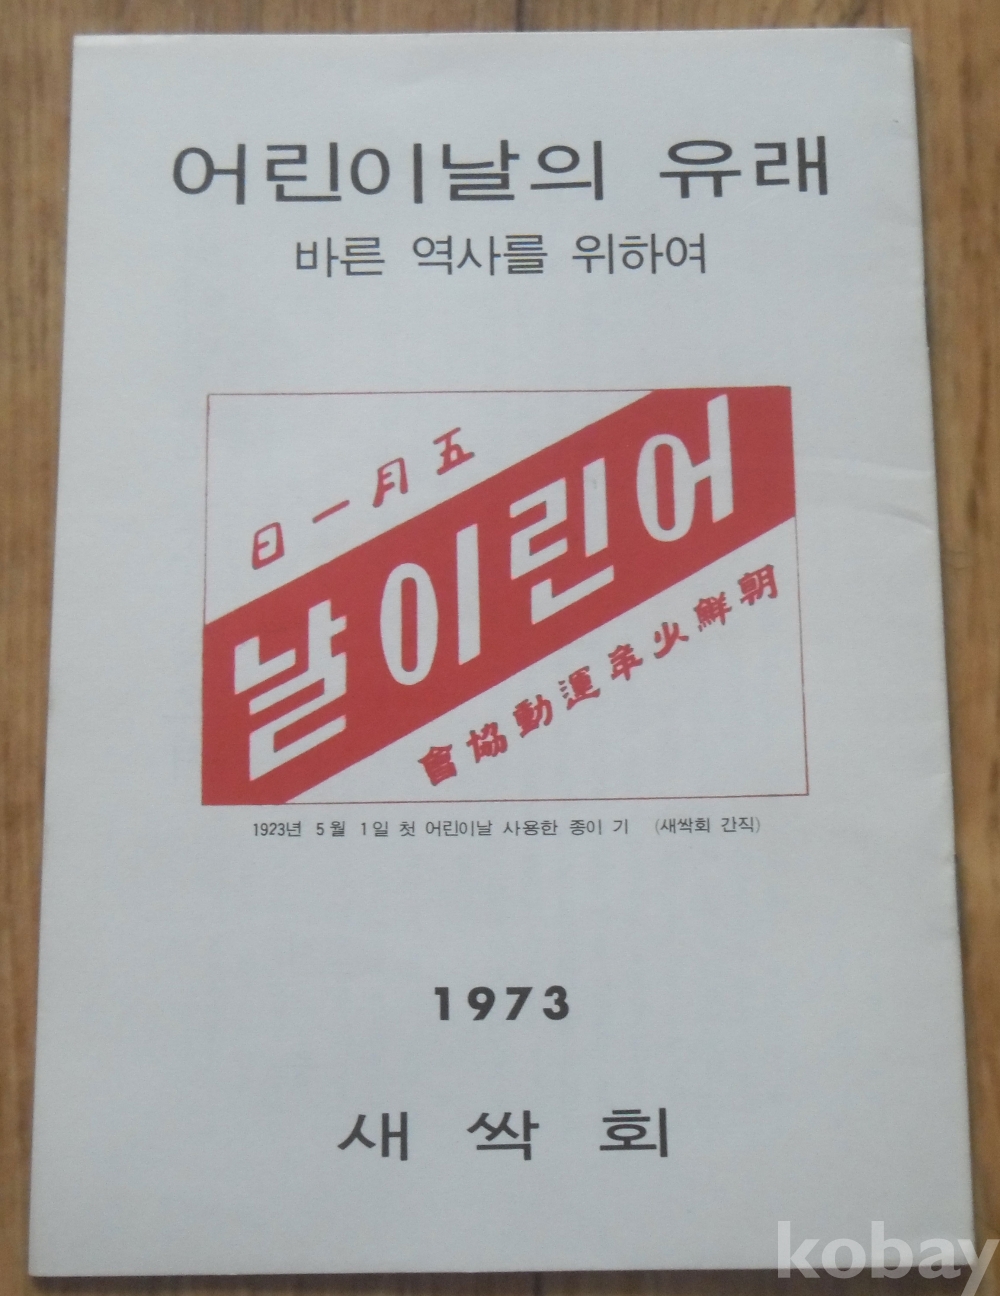 어린이날의 유래
바른 역사를 위하여
五月一日
어린이날
朝鮮少年運動協會
1923년 5월 1일 첫 어린이날 사용한 종이 기 (새싹회 간직)
1973
새 싹 회
kobay